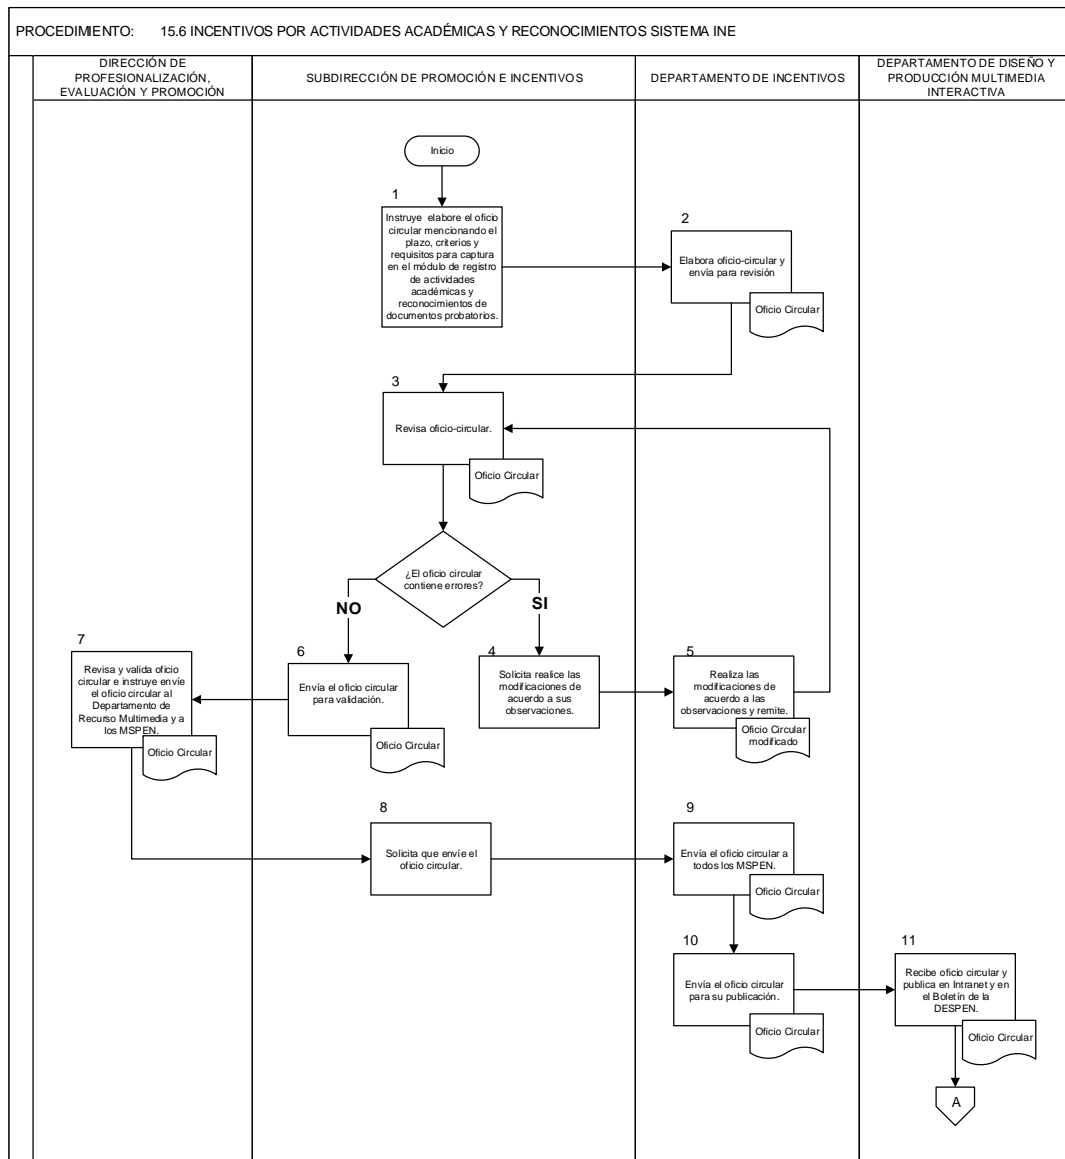 PROCEDIMIENTO: 15.6 INCENTIVOS POR ACTIVIDADES ACADÉMICAS Y RECONOCIMIENTOS SISTEMA INE
DIRECCIÓN DE
PROFESIONALIZACIÓN,
EVALUACIÓN Y PROMOCIÓN
SUBDIRECCIÓN DE PROMOCIÓN E INCENTIVOS
DEPARTAMENTO DE INCENTIVOS
DEPARTAMENTO DE DISEÑO Y
PRODUCCIÓN MULTIMEDIA
INTERACTIVA
Inicio
1
Instruye elabore el oficio
circular mencionando el
plazo, criterios y
requisitos para captura
en el módulo de registro
de actividades
académicas y
reconocimientos de
documentos probatorios.
2
Elabora oficio-circular y
envía para revisión
Oficio Circular
3
Revisa oficio-circular.
Oficio Circular
¿El oficio circular
contiene errores?
NO
SI
7
Revisa y valida oficio
circular e instruye envíe
el oficio circular al
Departamento de
Recurso Multimedia y a
los MSPEN.
Oficio Circular
6
Envía el oficio circular
para validación.
Oficio Circular
4
Solicita realice las
modificaciones de
acuerdo a sus
observaciones.
5
Realiza las
modificaciones de
acuerdo a las
observaciones y remite.
Oficio Circular
modificado
8
Solicita que envíe el
oficio circular.
9
Envía el oficio circular a
todos los MSPEN.
Oficio Circular
10
Envía el oficio circular
para su publicación.
Oficio Circular
11
Recibe oficio circular y
publica en Intranet y en
el Boletín de la
DESPEN.
Oficio Circular
A